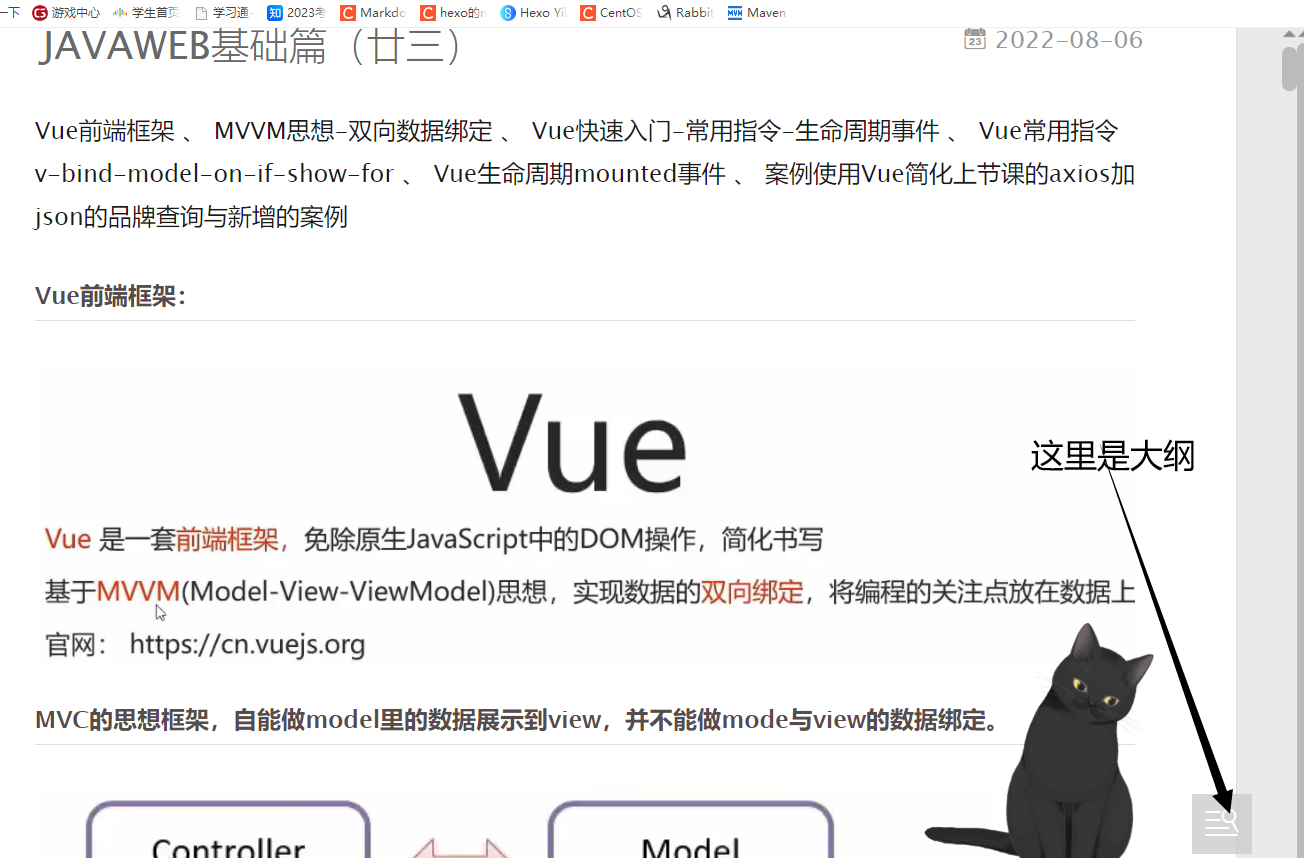 一下 游戏中心 学生首页 学习通 2023考 Markdo hexo的 Hexo Yi CentOS Rabbit Maven
JAVAWEB基础篇（廿三） 2022-08-06
Vue前端框架 、 MVVM思想-双向数据绑定 、 Vue快速入门-常用指令-生命周期事件 、 Vue常用指令
v-bind-model-on-if-show-for 、 Vue生命周期mounted事件 、 案例使用Vue简化上节课的axios加
json的品牌查询与新增的案例
Vue前端框架：
Vue
这里是大纲
Vue 是一套前端框架，免除原生JavaScript中的DOM操作，简化书写
基于MVVM(Model-View-ViewModel)思想，实现数据的双向绑定，将编程的关注点放在数据上
官网： https://cn.vuejs.org
MVC的思想框架，自能做model里的数据展示到view，并不能做mode与view的数据绑定。
Controller Model